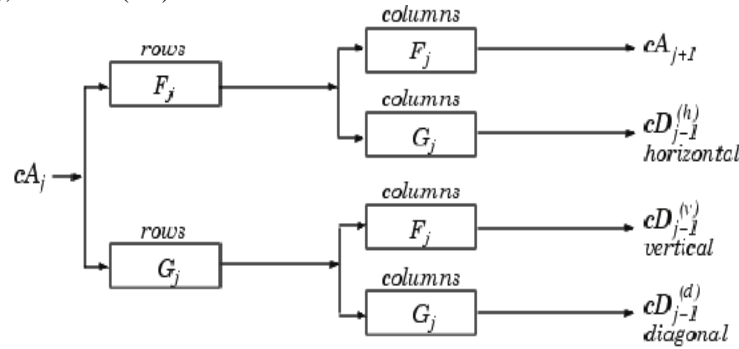 columns
rows
F_j
cA_{j+1}
F_j
columns
G_j
cD_{j-1}^{(h)}
horizontal
cA_j
rows
columns
F_j
cD_{j-1}^{(v)}
vertical
G_j
columns
G_j
cD_{j-1}^{(d)}
diagonal